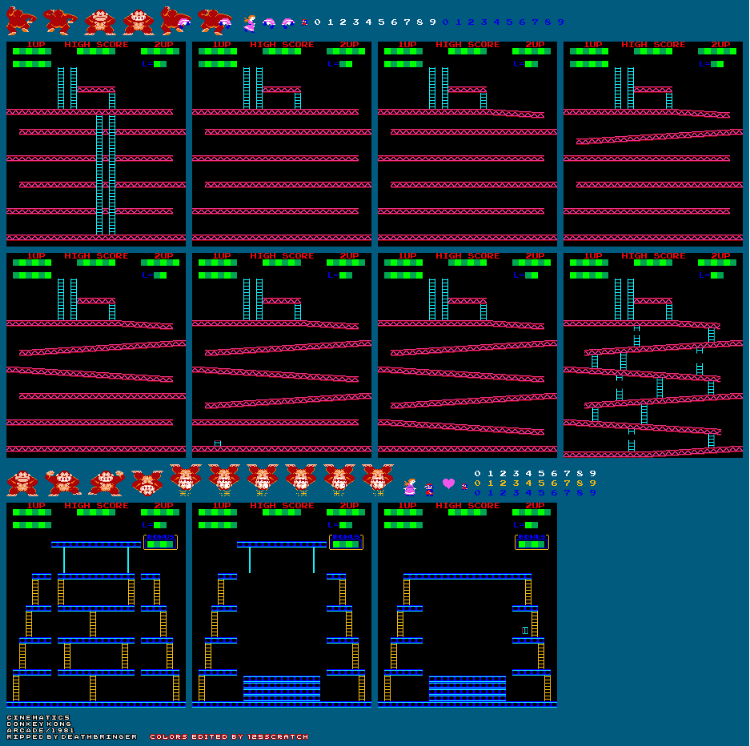 0 1 2 3 4 5 6 7 8 9 0 1 2 3 4 5 6 7 8 9
1UP HIGH SCORE 2UP 1UP HIGH SCORE 2UP 1UP HIGH SCORE 2UP 1UP HIGH SCORE 2UP
L= L= L= L=
1UP HIGH SCORE 2UP 1UP HIGH SCORE 2UP 1UP HIGH SCORE 2UP 1UP HIGH SCORE 2UP
L= L= L= L=
0 1 2 3 4 5 6 7 8 9
0 1 2 3 4 5 6 7 8 9
0 1 2 3 4 5 6 7 8 9
1UP HIGH SCORE 2UP 1UP HIGH SCORE 2UP 1UP HIGH SCORE 2UP
L= L= L=
BONUS BONUS BONUS
CINEMATICS
DONKEY KONG
ARCADE/1981
RIPPED BY DEATHBRINGER COLORS EDITED BY 125SCRATCH